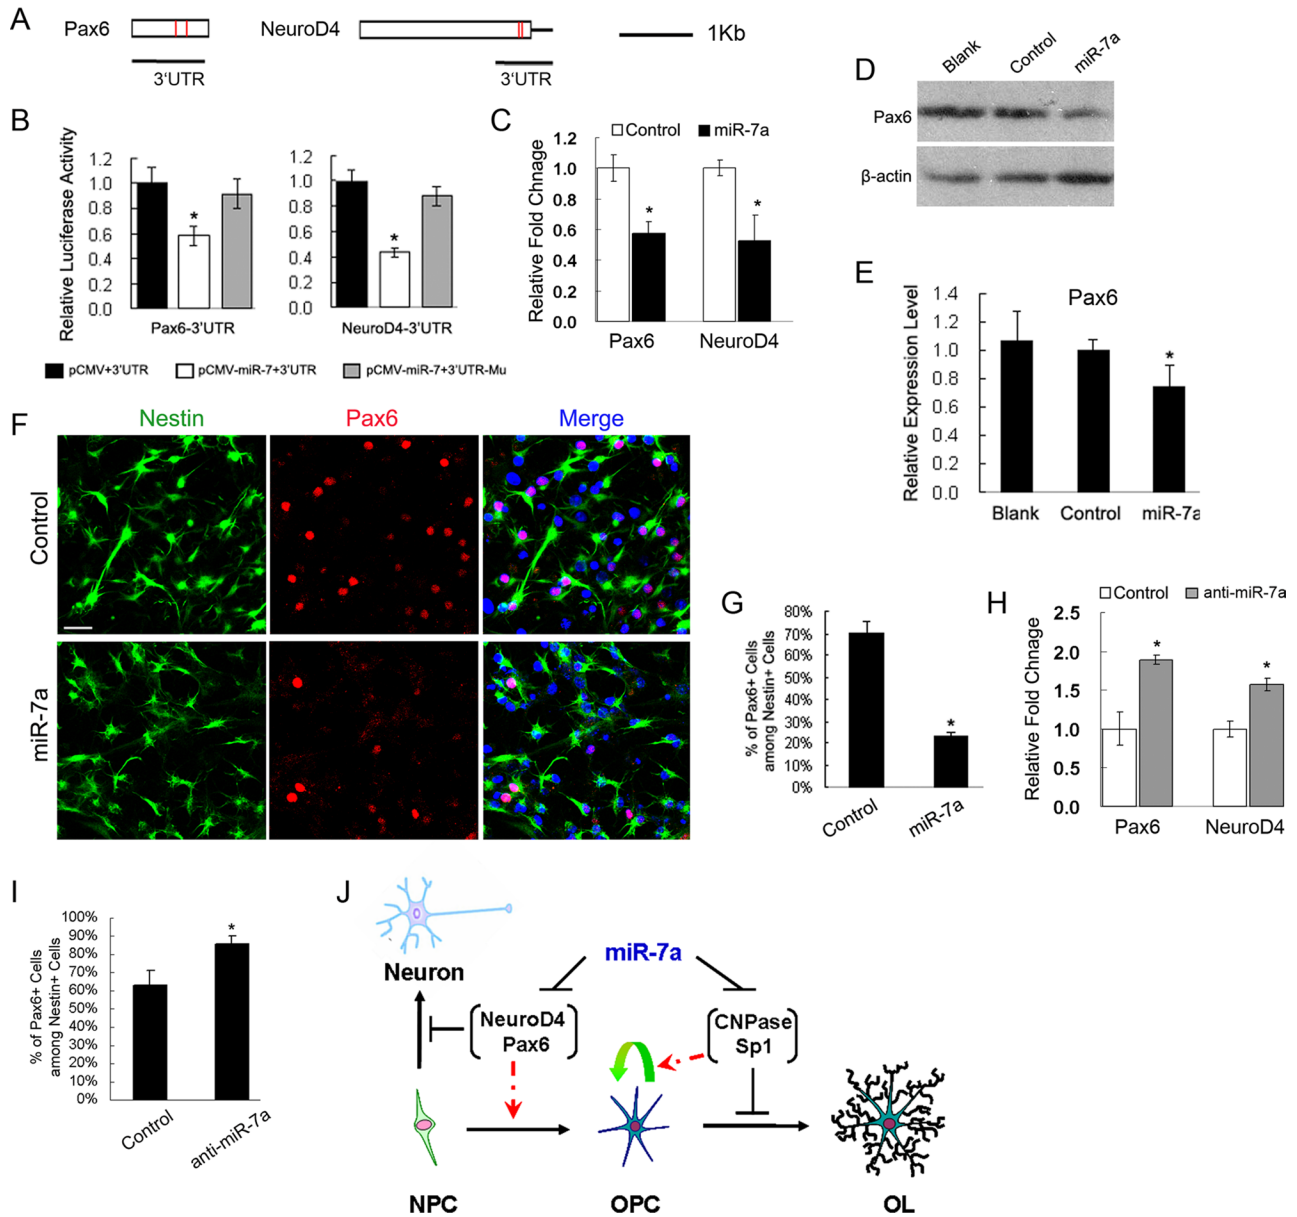 A
Pax6
3'UTR
NeuroD4
3'UTR
1Kb
B
Relative Luciferase Activity
1.2
1.0
0.8
0.6
0.4
0.2
0.0
*
Pax6-3'UTR
1.2
1.0
0.8
0.6
0.4
0.2
0.0
*
NeuroD4-3'UTR
pCMV+3'UTR
pCMV-miR-7+3'UTR
pCMV-miR-7+3'UTR-Mu
C
Control
miR-7a
Relative Fold Chnage
1.2
1.0
0.8
0.6
0.4
0.2
0.0
*
*
Pax6
NeuroD4
D
Blank
Control
miR-7a
Pax6
β-actin
E
Pax6
Relative Expression Level
1.4
1.2
1.0
0.8
0.6
0.4
0.2
0.0
*
Blank
Control
miR-7a
F
Nestin
Pax6
Merge
Control
miR-7a
G
% of Pax6+ Cells
among Nestin+ Cells
80%
70%
60%
50%
40%
30%
20%
10%
0%
*
Control
miR-7a
H
Control
anti-miR-7a
Relative Fold Chnage
2.5
2.0
1.5
1.0
0.5
0.0
*
*
Pax6
NeuroD4
I
% of Pax6+ Cells
among Nestin+ Cells
100%
90%
80%
70%
60%
50%
40%
30%
20%
10%
0%
*
Control
anti-miR-7a
J
Neuron
miR-7a
NeuroD4
Pax6
CNPase
Sp1
NPC
OPC
OL